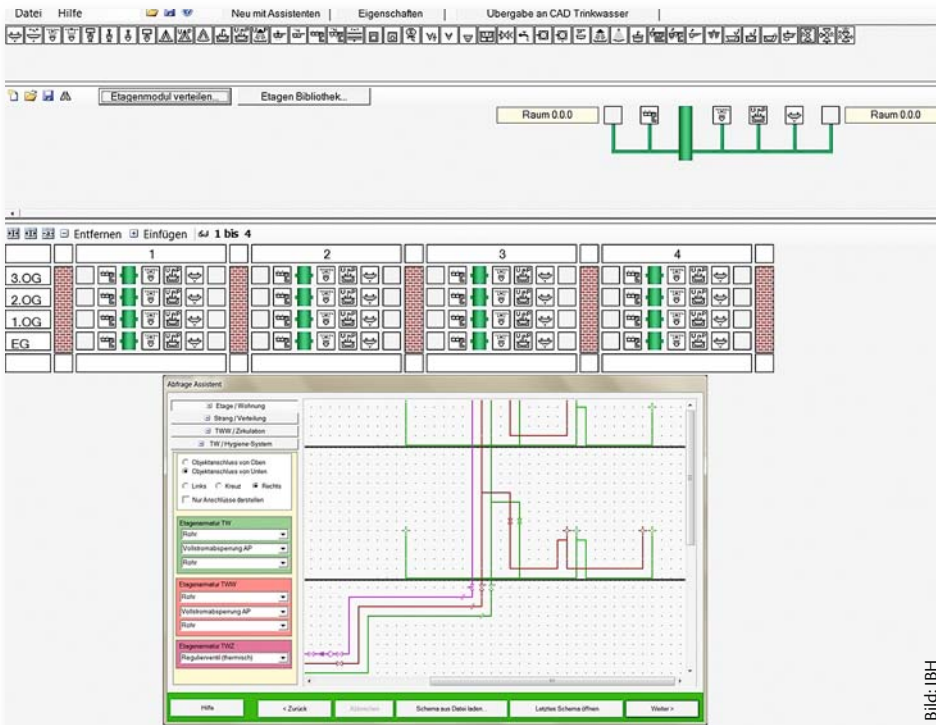 Datei Hilfe Neu mit Assistenten Eigenschaften Übergabe an CAD Trinkwasser
Etagenmodul verteilen... Etagen Bibliothek...
Raum 0.0.0 Raum 0.0.0
Entfernen Einfügen 1 bis 4
1 2 3 4
3.OG
2.OG
1.OG
EG
Abfrage Assistent
Etage / Wohnung
Strang / Verteilung
TWW / Zirkulation
TW / Hygiene-System
Objektanschluss von Oben
Objektanschluss von Unten
Links Kreuz Rechts
Nur Anschlüsse darstellen
Etagenarmatur TW
Rohr
Vollstromabsperrung AP
Rohr
Etagenarmatur TWW
Rohr
Vollstromabsperrung AP
Rohr
Etagenarmatur TWZ
Regulierventil (thermisch)
Hilfe < Zurück Abbrechen Schema aus Datei laden... Letztes Schema öffnen Weiter >
Bild: IBH